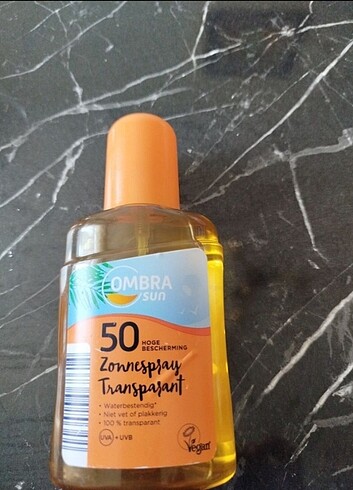 OMBRA
sun
50 HOGE
BESCHERMING
Zonnespray
Transparant
• Waterbestendig*
• Niet vet of plakkerig
• 100 % transparant
UVA + UVB
Vegan